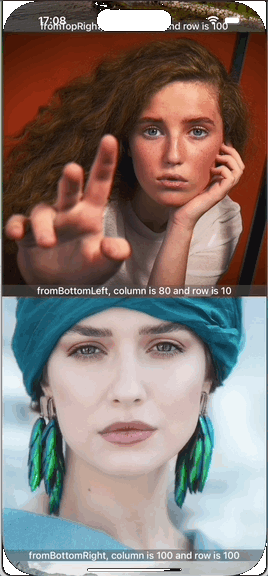 17:08
fromTopRight, and row is 100
fromBottomLeft, column is 80 and row is 10
fromBottomRight, column is 100 and row is 100